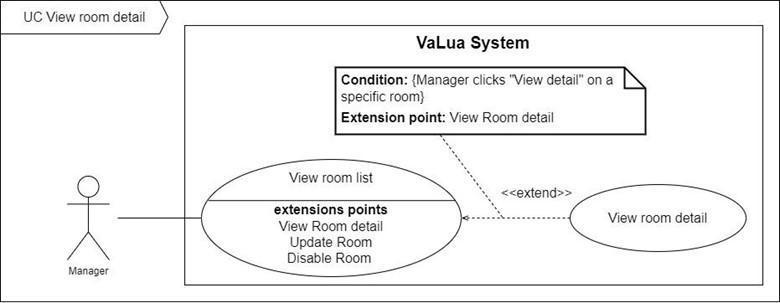 UC View room detail
VaLua System
Condition: {Manager clicks "View detail" on a
specific room}
Extension point: View Room detail
View room list
extensions points
View Room detail
Update Room
Disable Room
<<extend>>
View room detail
Manager